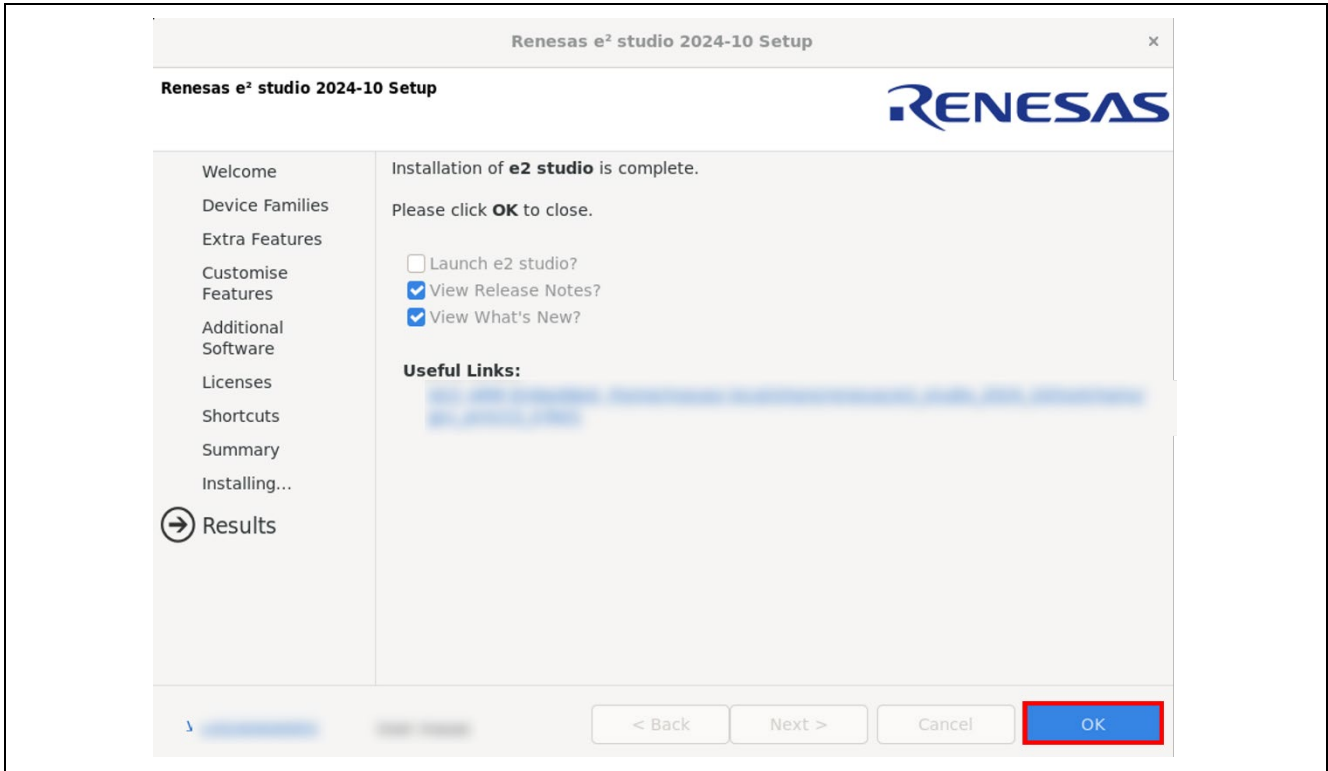 Renesas e² studio 2024-10 Setup
×
Renesas e² studio 2024-10 Setup
RENESAS
Welcome
Device Families
Extra Features
Customise
Features
Additional
Software
Licenses
Shortcuts
Summary
Installing...
Results
Installation of e2 studio is complete.
Please click OK to close.
Launch e2 studio?
View Release Notes?
View What's New?
Useful Links:
< Back
Next >
Cancel
OK